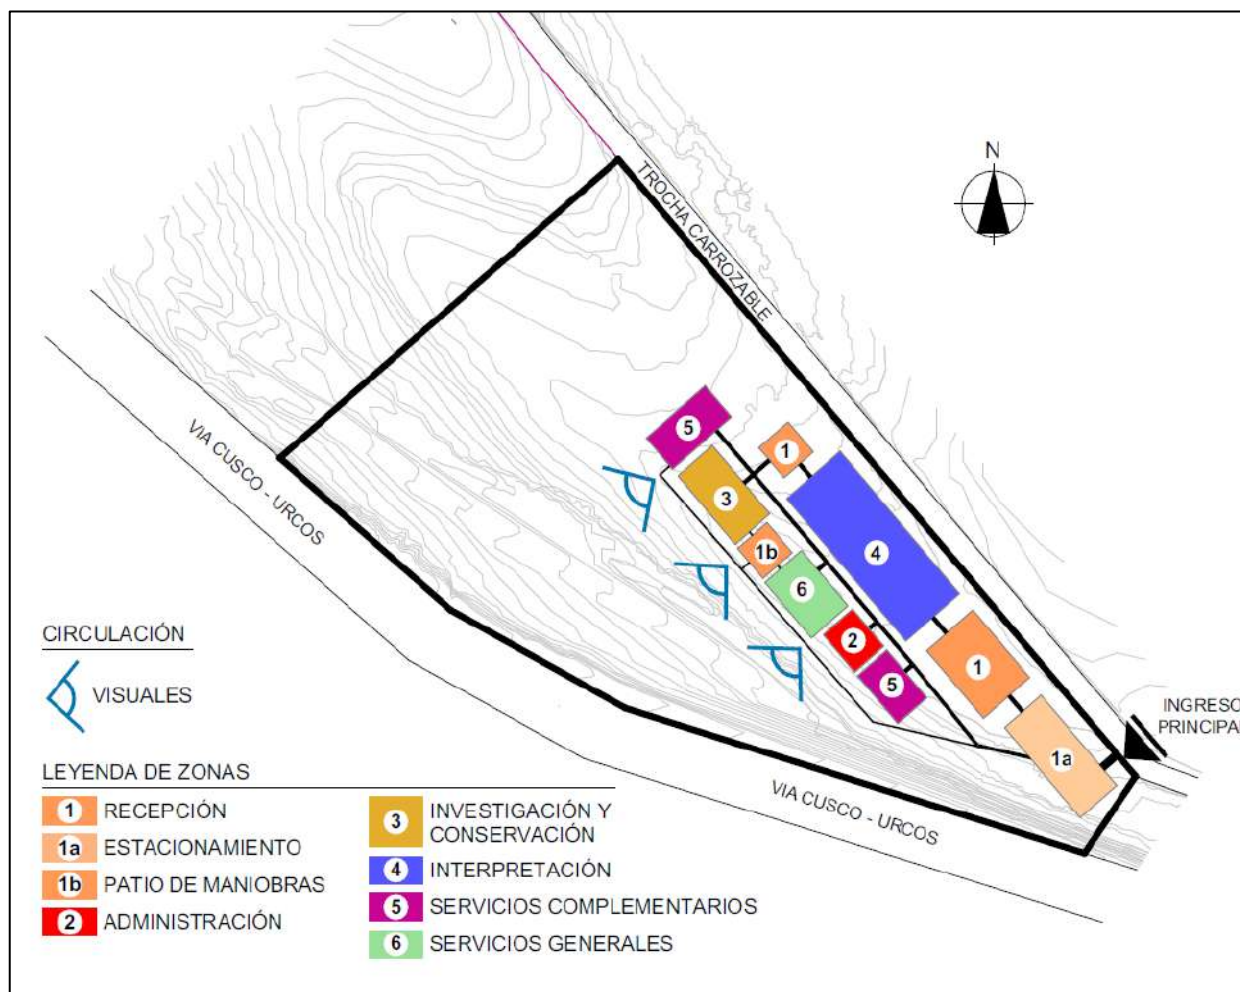 N
TROCHA CARROZABLE
VIA CUSCO - URCOS
5
1
3
4
1b
6
2
5
1
1a
INGRESO
PRINCIPAL
VIA CUSCO - URCOS
CIRCULACIÓN
VISUALES
LEYENDA DE ZONAS
1 RECEPCIÓN
1a ESTACIONAMIENTO
1b PATIO DE MANIOBRAS
2 ADMINISTRACIÓN
3 INVESTIGACIÓN Y
CONSERVACIÓN
4 INTERPRETACIÓN
5 SERVICIOS COMPLEMENTARIOS
6 SERVICIOS GENERALES